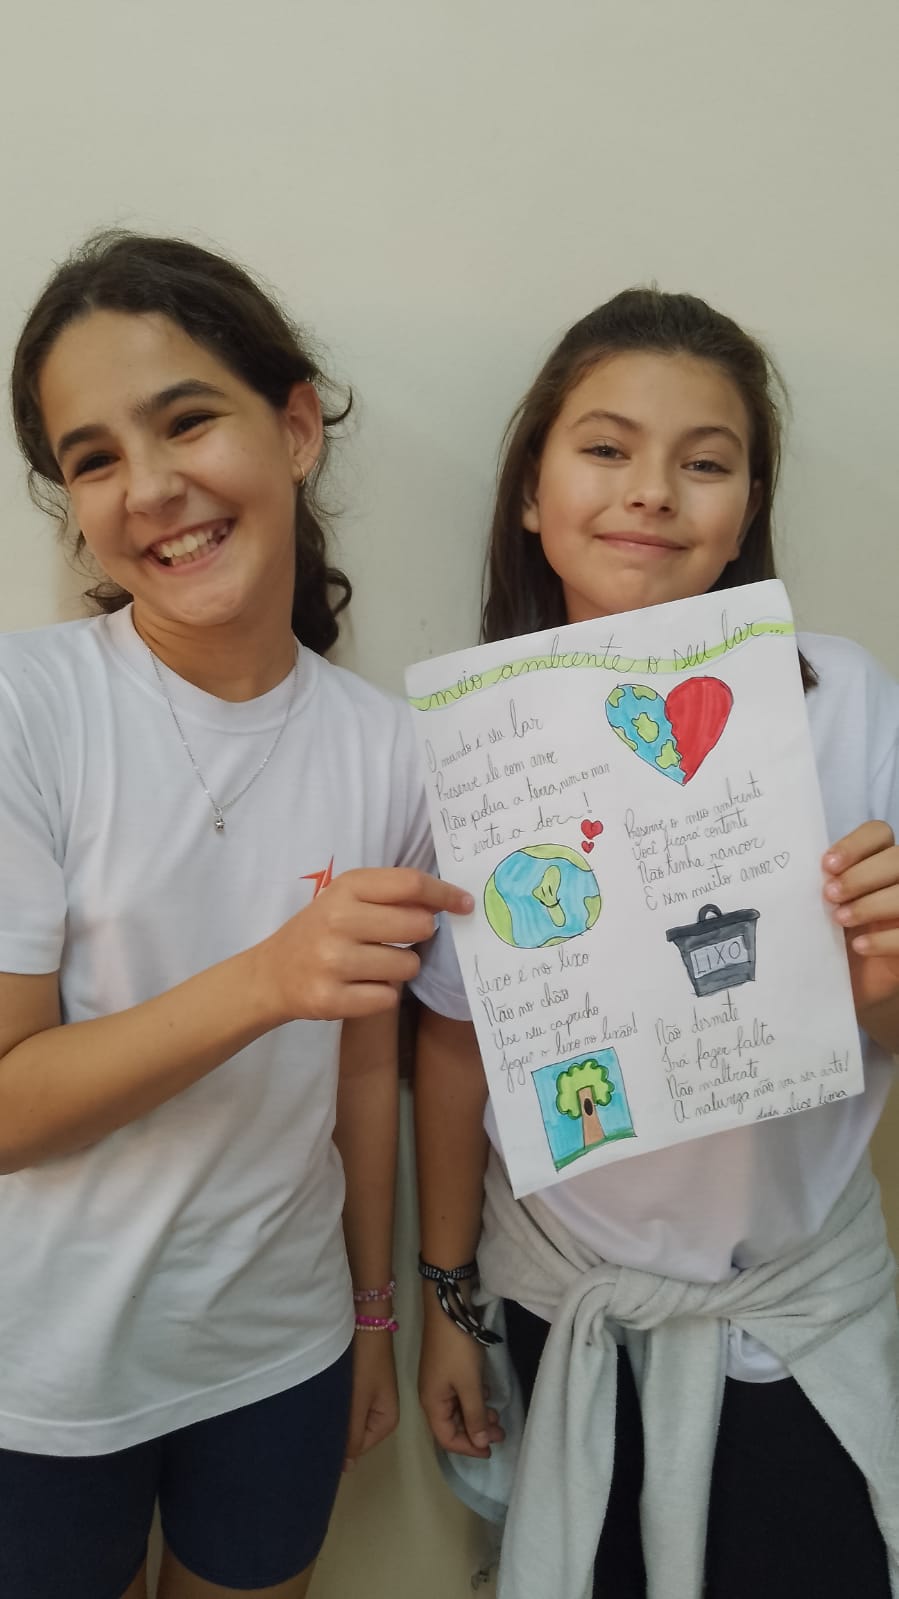 meio ambiente o seu lar...
O mundo é seu lar
Preserve ele com amor
Não polua a terra, nem o mar
E evite a dor!
Preserve o meio ambiente
Você ficará contente
Não tenha rancor
E sim muito amor♡
Lixo é no lixo
Não no chão
Use seu capricho
Jogue o lixo no lixão!
LIXO
Não desmate
Irá fazer falta
Não maltrate
A natureza não vai ser arte!
alice lima